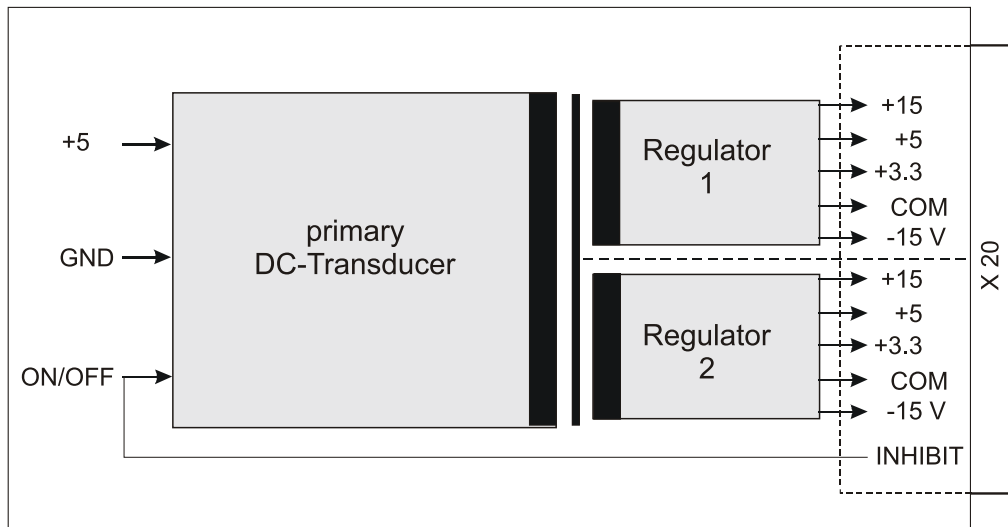 +5
GND
ON/OFF
primary
DC-Transducer
Regulator
1
+15
+5
+3.3
COM
-15 V
Regulator
2
+15
+5
+3.3
COM
-15 V
INHIBIT
X 20